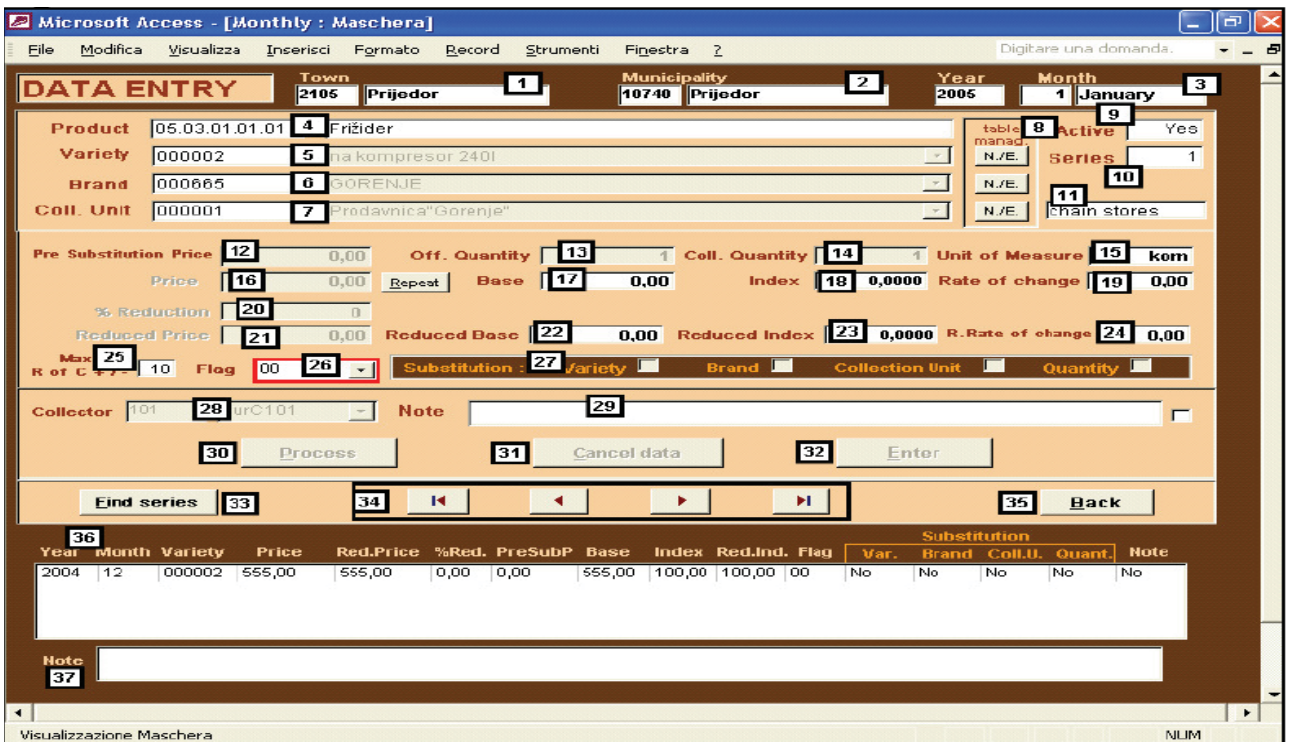 Microsoft Access - [Monthly : Maschera]
File Modifica Visualizza Inserisci Formato Record Strumenti Finestra ? Digitare una domanda.
DATA ENTRY Town 1 Municipality 2 Year Month 3
2105 Prijedor 10740 Prijedor 2005 1 January
Product 05.03.01.01.01 4 Frižider table manad. 8 Active 9 Yes
Variety 000002 5 na kompresor 240l N./E. Series 1
Brand 000665 6 GORENJE N./E. 10
Coll. Unit 000001 7 Prodavnica"Gorenje" N./E. 11 chain stores
Pre Substitution Price 12 0,00 Off. Quantity 13 1 Coll. Quantity 14 1 Unit of Measure 15 kom
Price 16 0,00 Repeat Base 17 0,00 Index 18 0,0000 Rate of change 19 0,00
% Reduction 20 0
Reduced Price 21 0,00 Reduced Base 22 0,00 Reduced Index 23 0,0000 R.Rate of change 24 0,00
Max 25
R of C + / - 10 Flag 00 26 Substitution : 27 Variety Brand Collection Unit Quantity
Collector 101 28 urC101 Note 29
30 Process 31 Cancel data 32 Enter
Find series 33 34 35 Back
36 Substitution
Year Month Variety Price Red.Price %Red. PreSubP Base Index Red.Ind. Flag Var. Brand Coll.U. Quant. Note
2004 12 000002 555,00 555,00 0,00 0,00 555,00 100,00 100,00 00 No No No No No
Note
37
Visualizzazione Maschera NUM